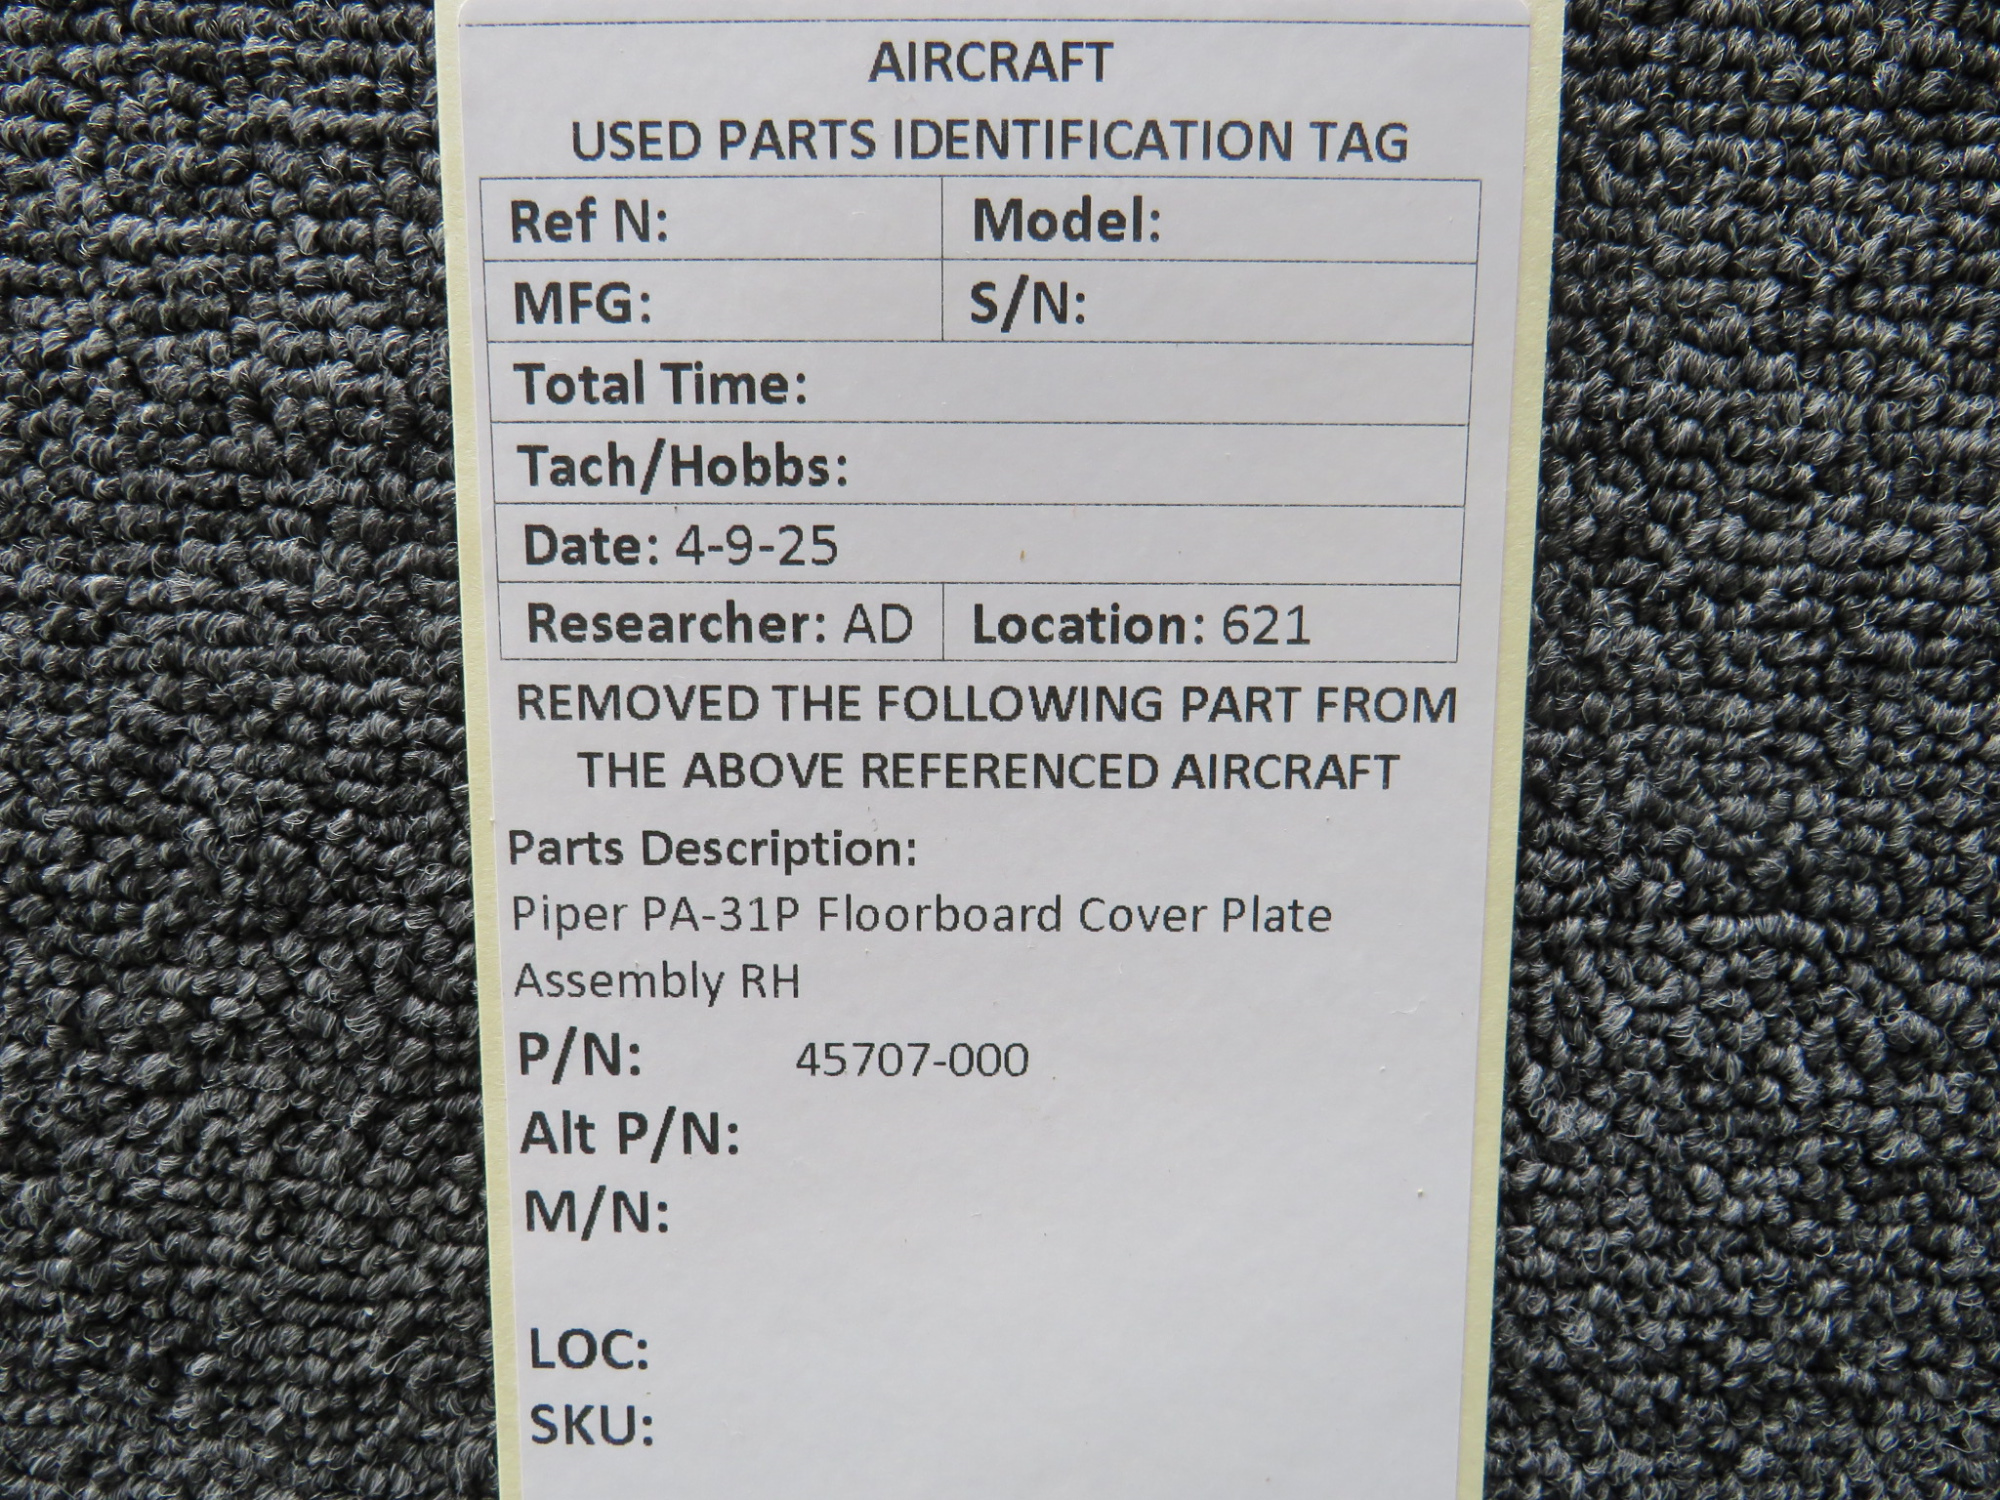 AIRCRAFT
USED PARTS IDENTIFICATION TAG
Ref N: Model:
MFG: S/N:
Total Time:
Tach/Hobbs:
Date: 4-9-25
Researcher: AD Location: 621
REMOVED THE FOLLOWING PART FROM
THE ABOVE REFERENCED AIRCRAFT
Parts Description:
Piper PA-31P Floorboard Cover Plate
Assembly RH
P/N: 45707-000
Alt P/N:
M/N:
LOC:
SKU: